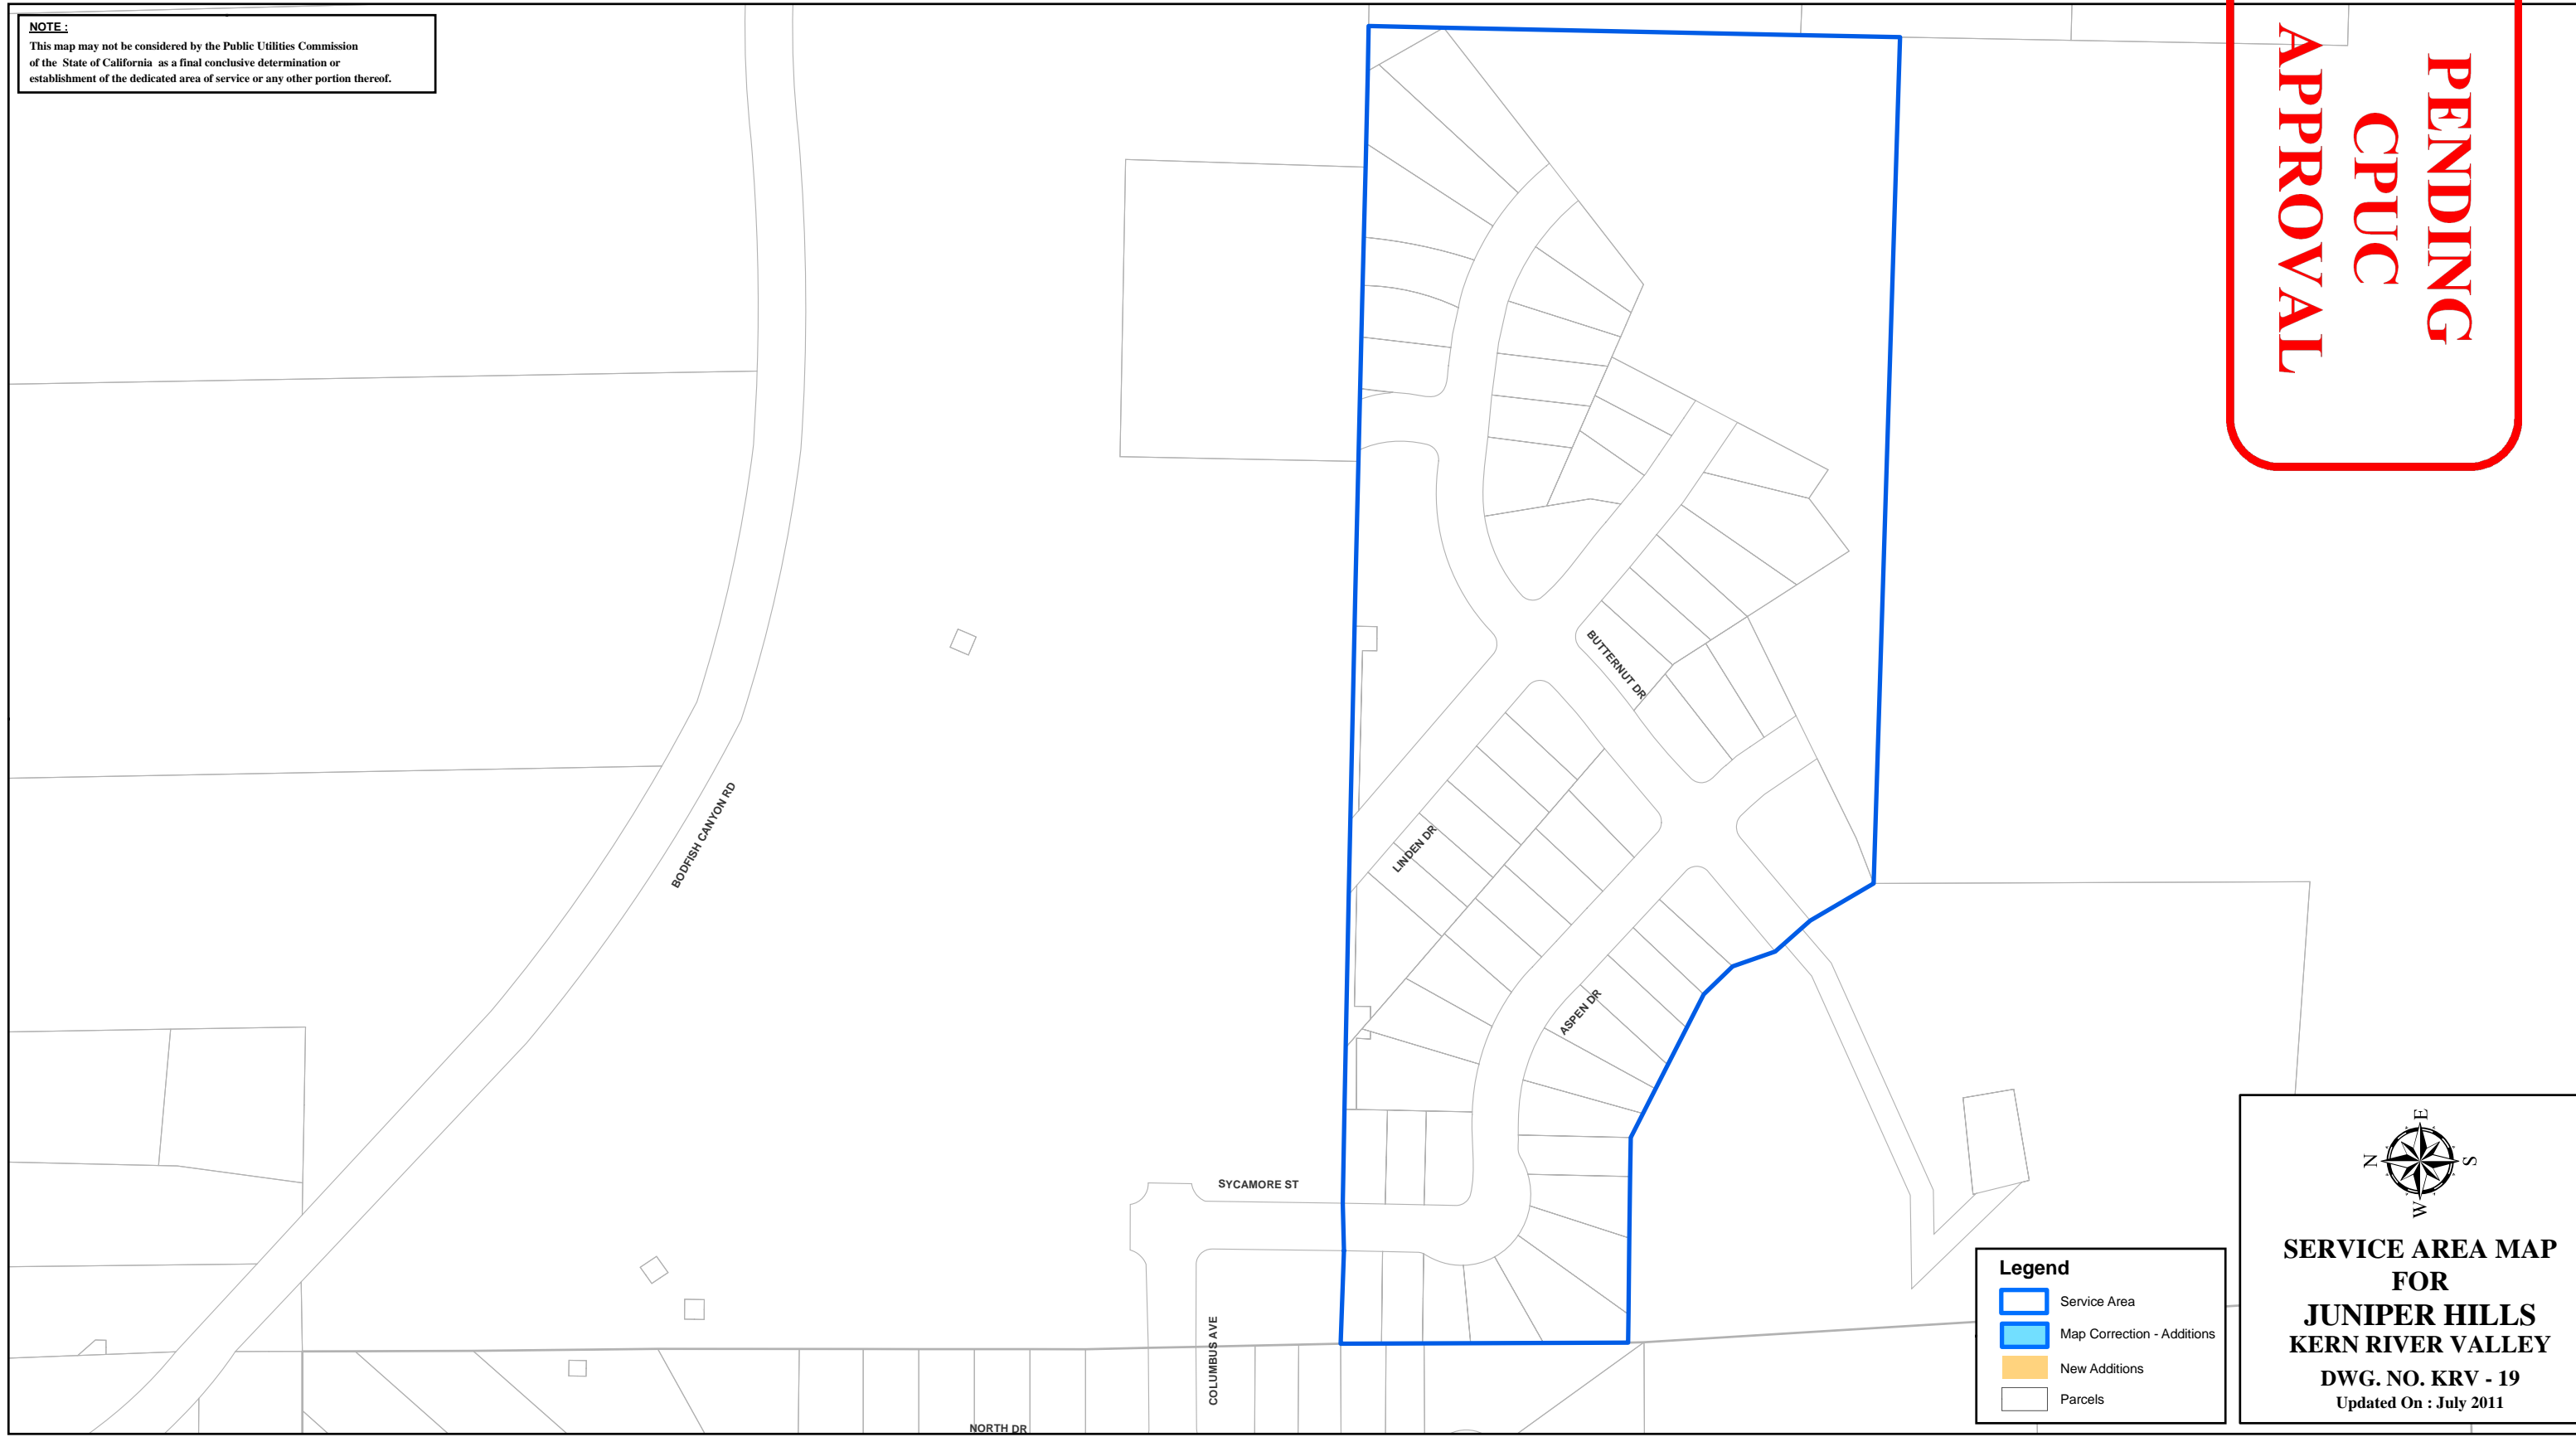 NOTE :
This map may not be considered by the Public Utilities Commission
of the State of California as a final conclusive determination or
establishment of the dedicated area of service or any other portion thereof.
PENDING
CPUC
APPROVAL
BUTTERNUT DR
BODFISH CANYON RD
LINDEN DR
ASPEN DR
SYCAMORE ST
COLUMBUS AVE
NORTH DR
Legend
Service Area
Map Correction - Additions
New Additions
Parcels
E
N
S
W
SERVICE AREA MAP
FOR
JUNIPER HILLS
KERN RIVER VALLEY
DWG. NO. KRV - 19
Updated On : July 2011